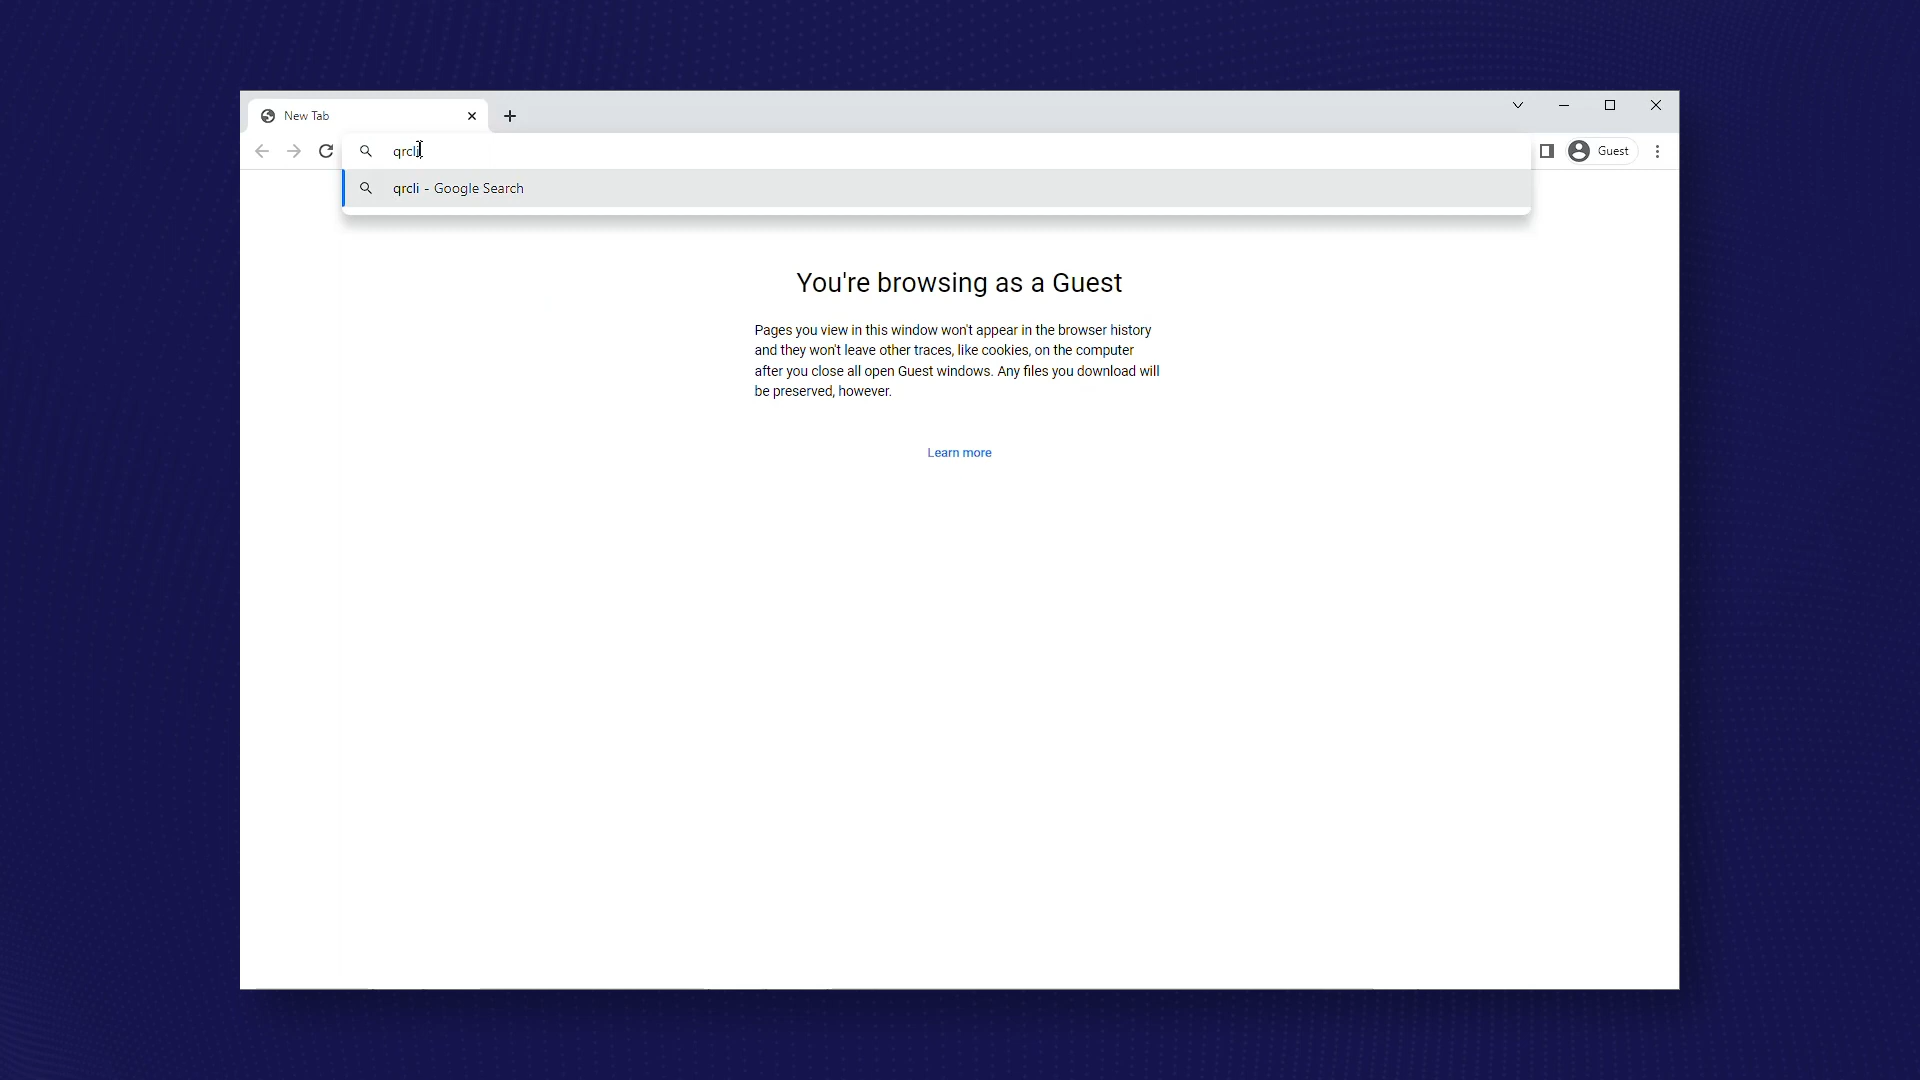 New Tab
qrcli
Guest
qrcli - Google Search
You're browsing as a Guest
Pages you view in this window won't appear in the browser history
and they won't leave other traces, like cookies, on the computer
after you close all open Guest windows. Any files you download will
be preserved, however.
Learn more